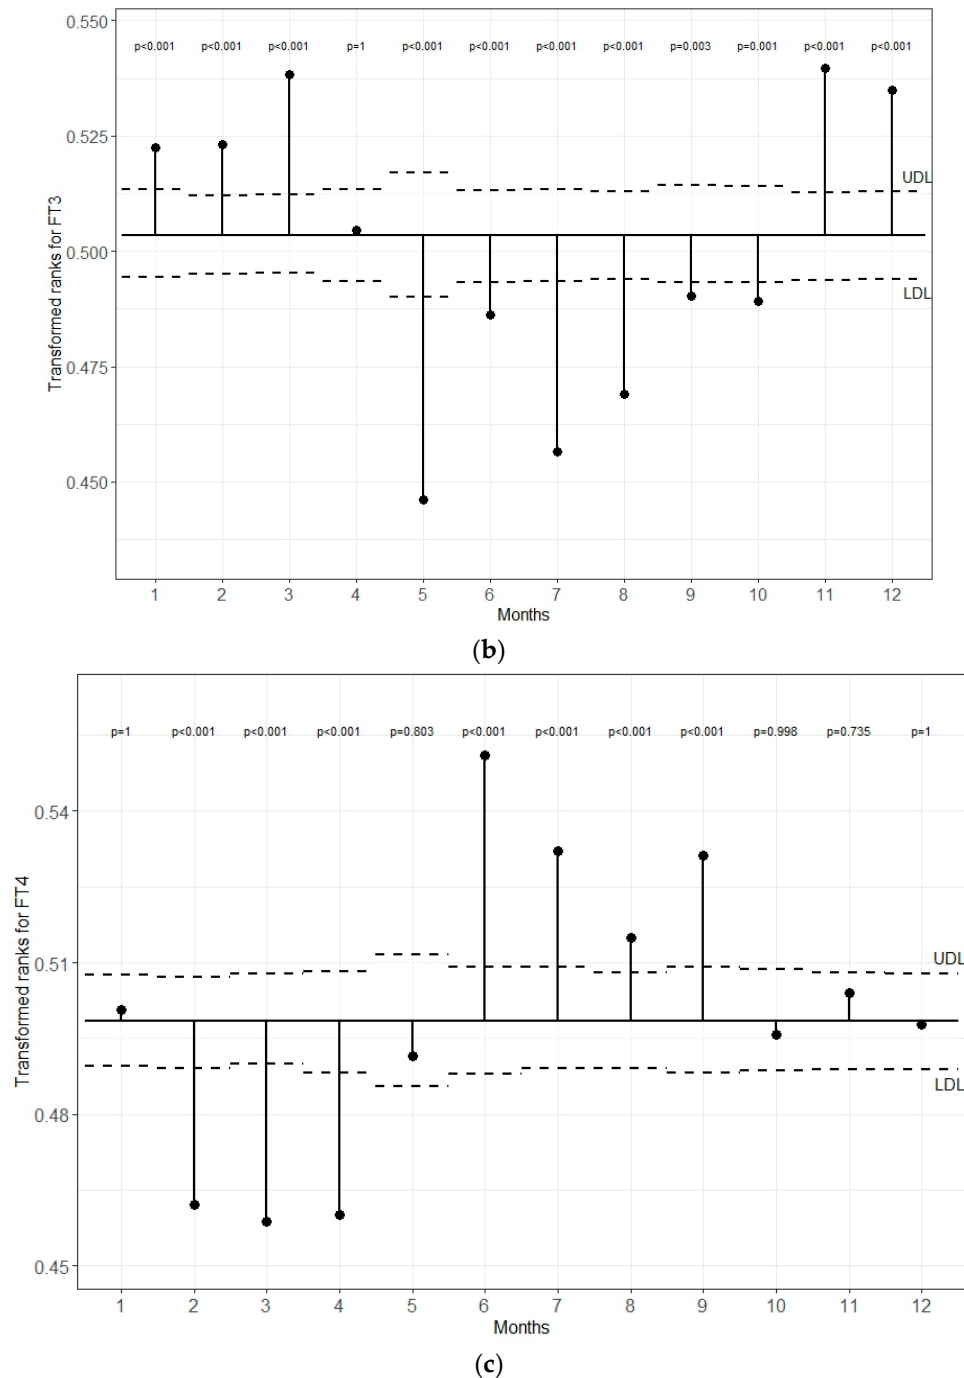 0.550
p<0.001 p<0.001 p<0.001 p=1 p<0.001 p<0.001 p<0.001 p<0.001 p=0.003 p=0.001 p<0.001 p<0.001
0.525
UDL
0.500
LDL
0.475
0.450
Transformed ranks for FT3
1 2 3 4 5 6 7 8 9 10 11 12
Months
(b)
p=1 p<0.001 p<0.001 p<0.001 p=0.803 p<0.001 p<0.001 p<0.001 p<0.001 p=0.998 p=0.735 p=1
0.54
0.51
UDL
0.48
LDL
0.45
Transformed ranks for FT4
1 2 3 4 5 6 7 8 9 10 11 12
Months
(c)